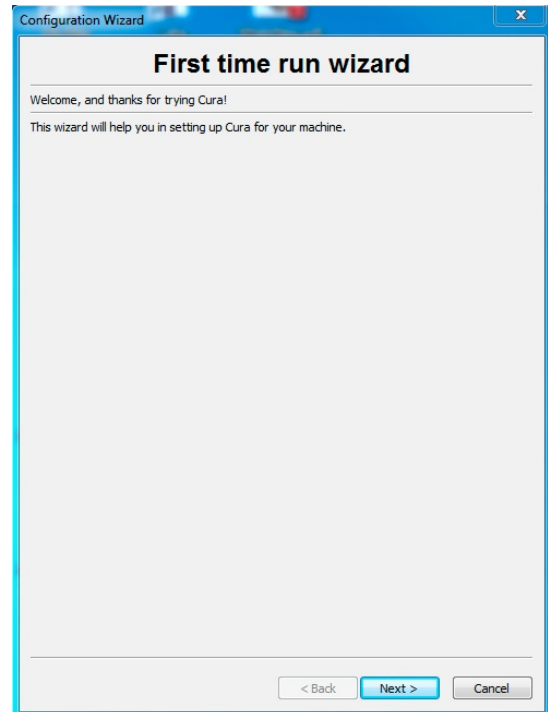 Configuration Wizard
x
First time run wizard
Welcome, and thanks for trying Cura!
This wizard will help you in setting up Cura for your machine.
< Back Next > Cancel